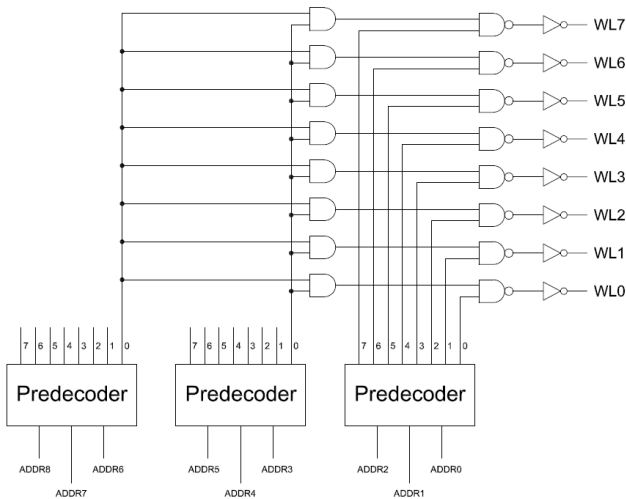 WL7
WL6
WL5
WL4
WL3
WL2
WL1
WL0
7 6 5 4 3 2 1 0
7 6 5 4 3 2 1 0
7 6 5 4 3 2 1 0
Predecoder
Predecoder
Predecoder
ADDR8
ADDR6
ADDR5
ADDR3
ADDR2
ADDR0
ADDR7
ADDR4
ADDR1